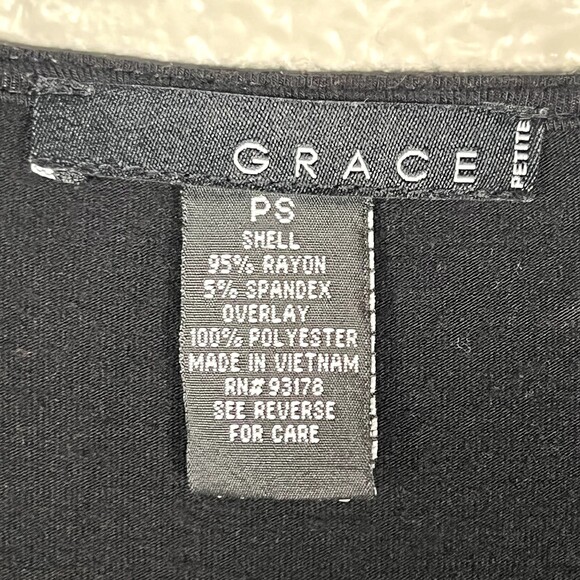 GRACE
PETITE
PS
SHELL
95% RAYON
5% SPANDEX
OVERLAY
100% POLYESTER
MADE IN VIETNAM
RN# 93178
SEE REVERSE
FOR CARE